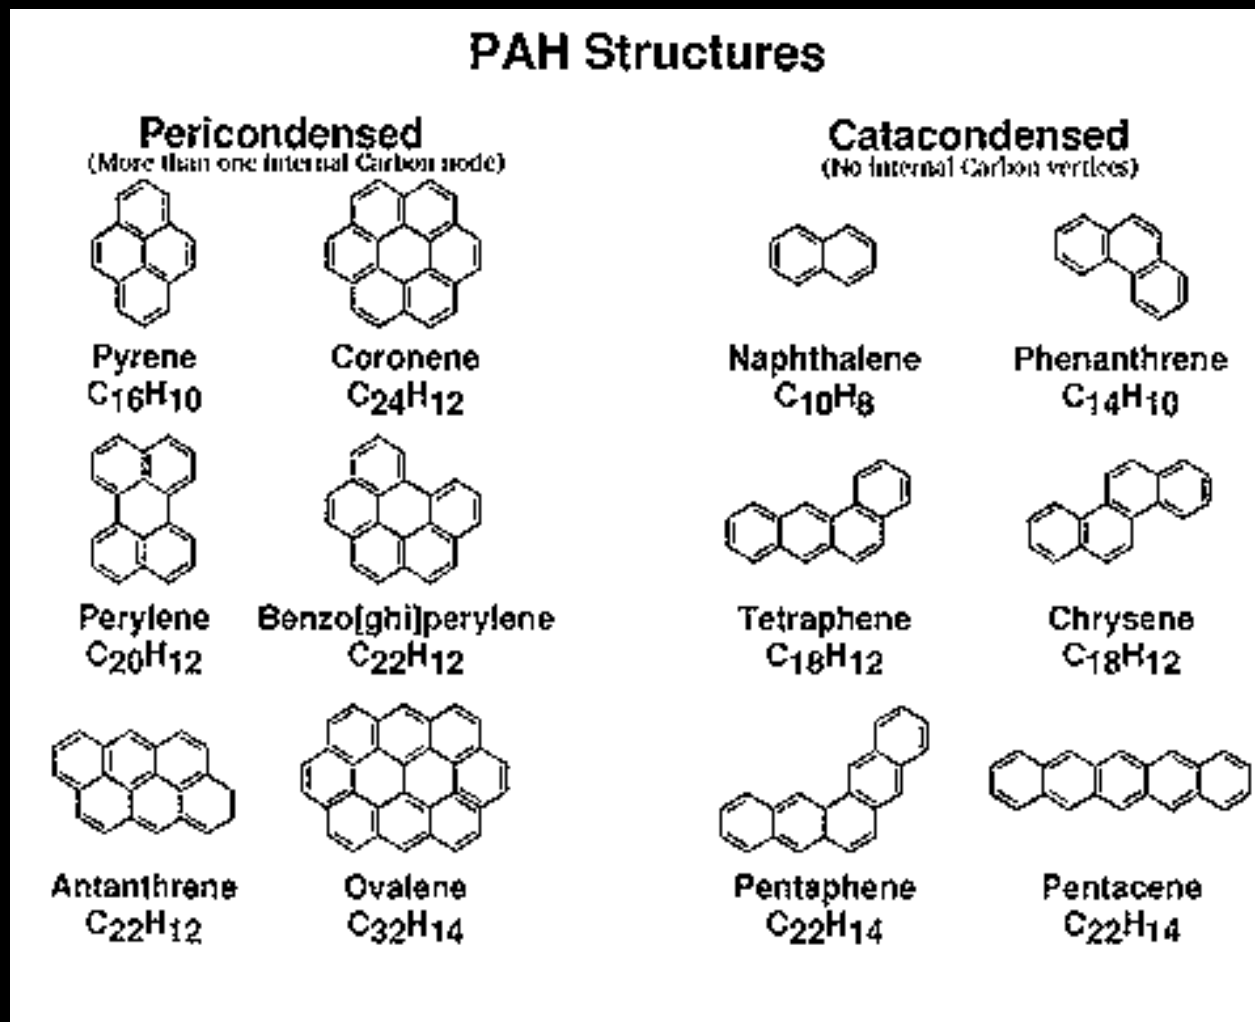 PAH Structures
Pericondensed
(More than one internal Carbon node)
Catacondensed
(No internal Carbon vertices)
Pyrene
C16H10
Coronene
C24H12
Naphthalene
C10H8
Phenanthrene
C14H10
Perylene
C20H12
Benzo[ghi]perylene
C22H12
Tetraphene
C18H12
Chrysene
C18H12
Antanthrene
C22H12
Ovalene
C32H14
Pentaphene
C22H14
Pentacene
C22H14